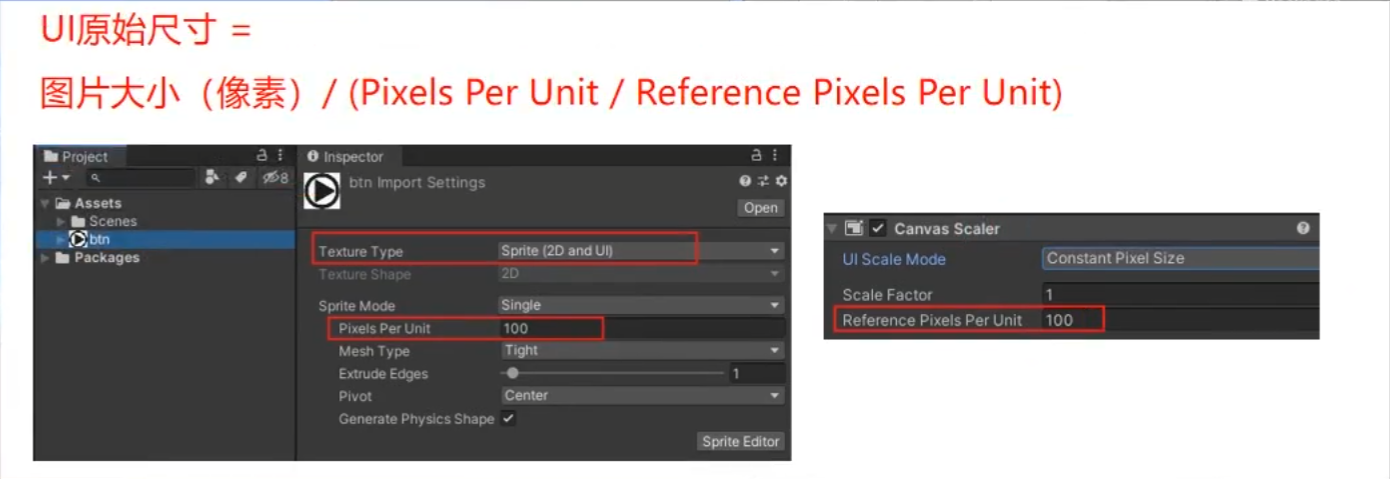 UI原始尺寸 =
图片大小（像素）/ (Pixels Per Unit / Reference Pixels Per Unit)
Project
8
Assets
Scenes
btn
Packages
Inspector
btn Import Settings
Open
Texture Type Sprite (2D and UI)
Texture Shape 2D
Sprite Mode Single
Pixels Per Unit 100
Mesh Type Tight
Extrude Edges 1
Pivot Center
Generate Physics Shape
Sprite Editor
Canvas Scaler
UI Scale Mode Constant Pixel Size
Scale Factor 1
Reference Pixels Per Unit 100